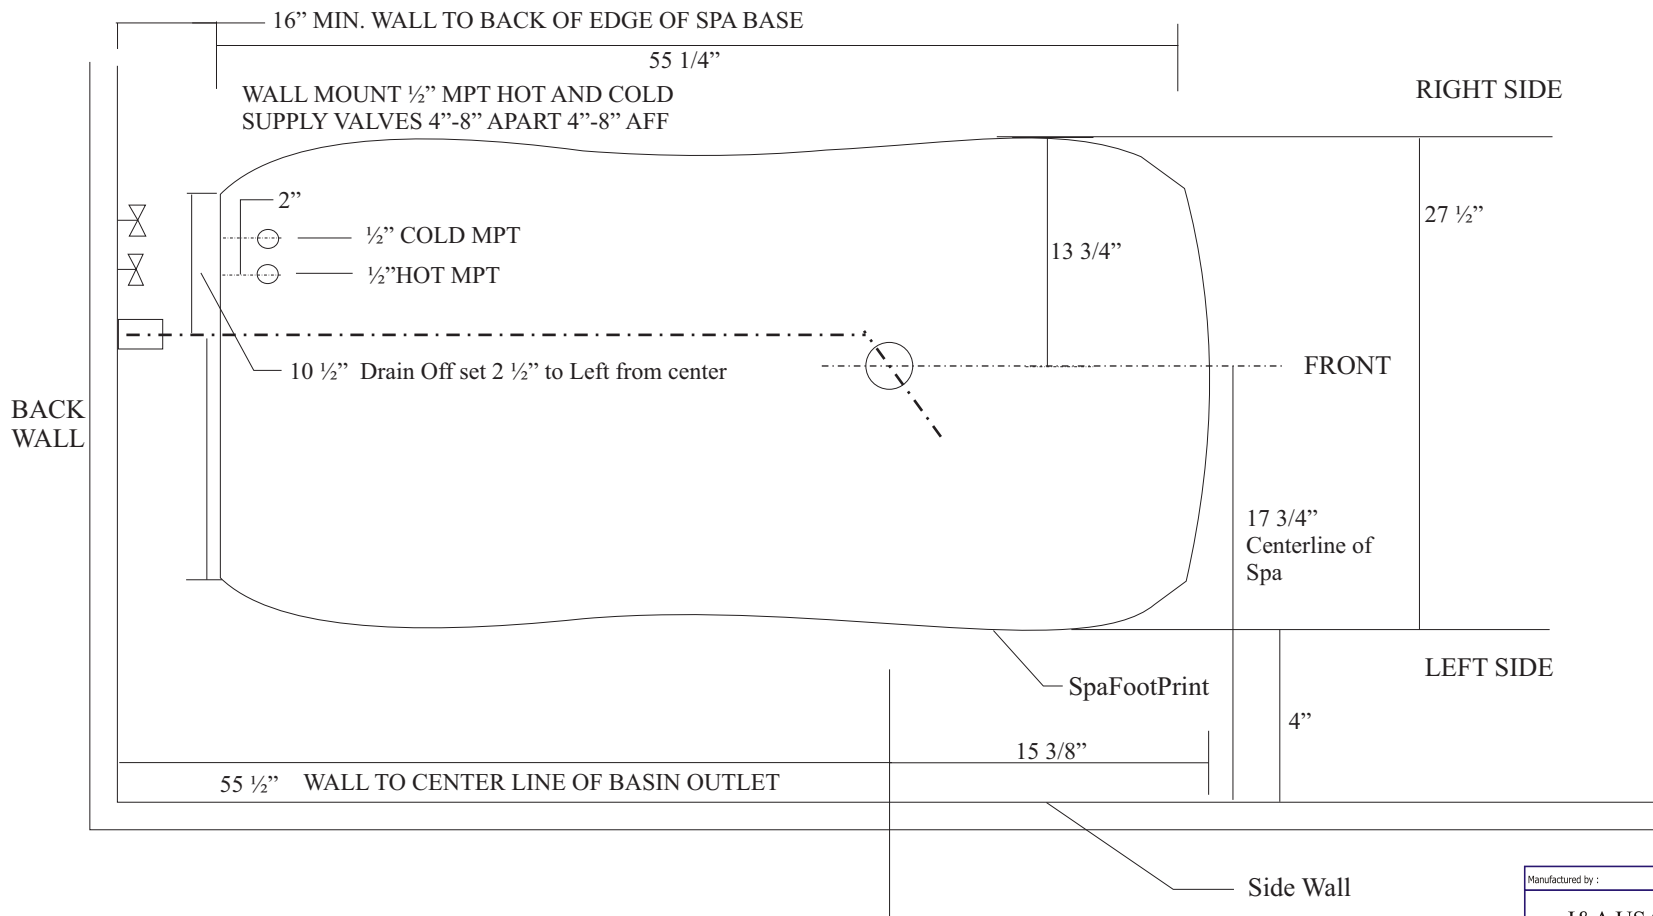 16” MIN. WALL TO BACK OF EDGE OF SPA BASE
55 1/4”
WALL MOUNT ½” MPT HOT AND COLD
SUPPLY VALVES 4”-8” APART 4”-8” AFF
RIGHT SIDE
2”
27 ½”
½” COLD MPT
13 3/4”
½”HOT MPT
10 ½” Drain Off set 2 ½” to Left from center
FRONT
BACK
WALL
17 3/4”
Centerline of
Spa
SpaFootPrint
LEFT SIDE
4”
15 3/8”
55 ½” WALL TO CENTER LINE OF BASIN OUTLET
Side Wall
Manufactured by :